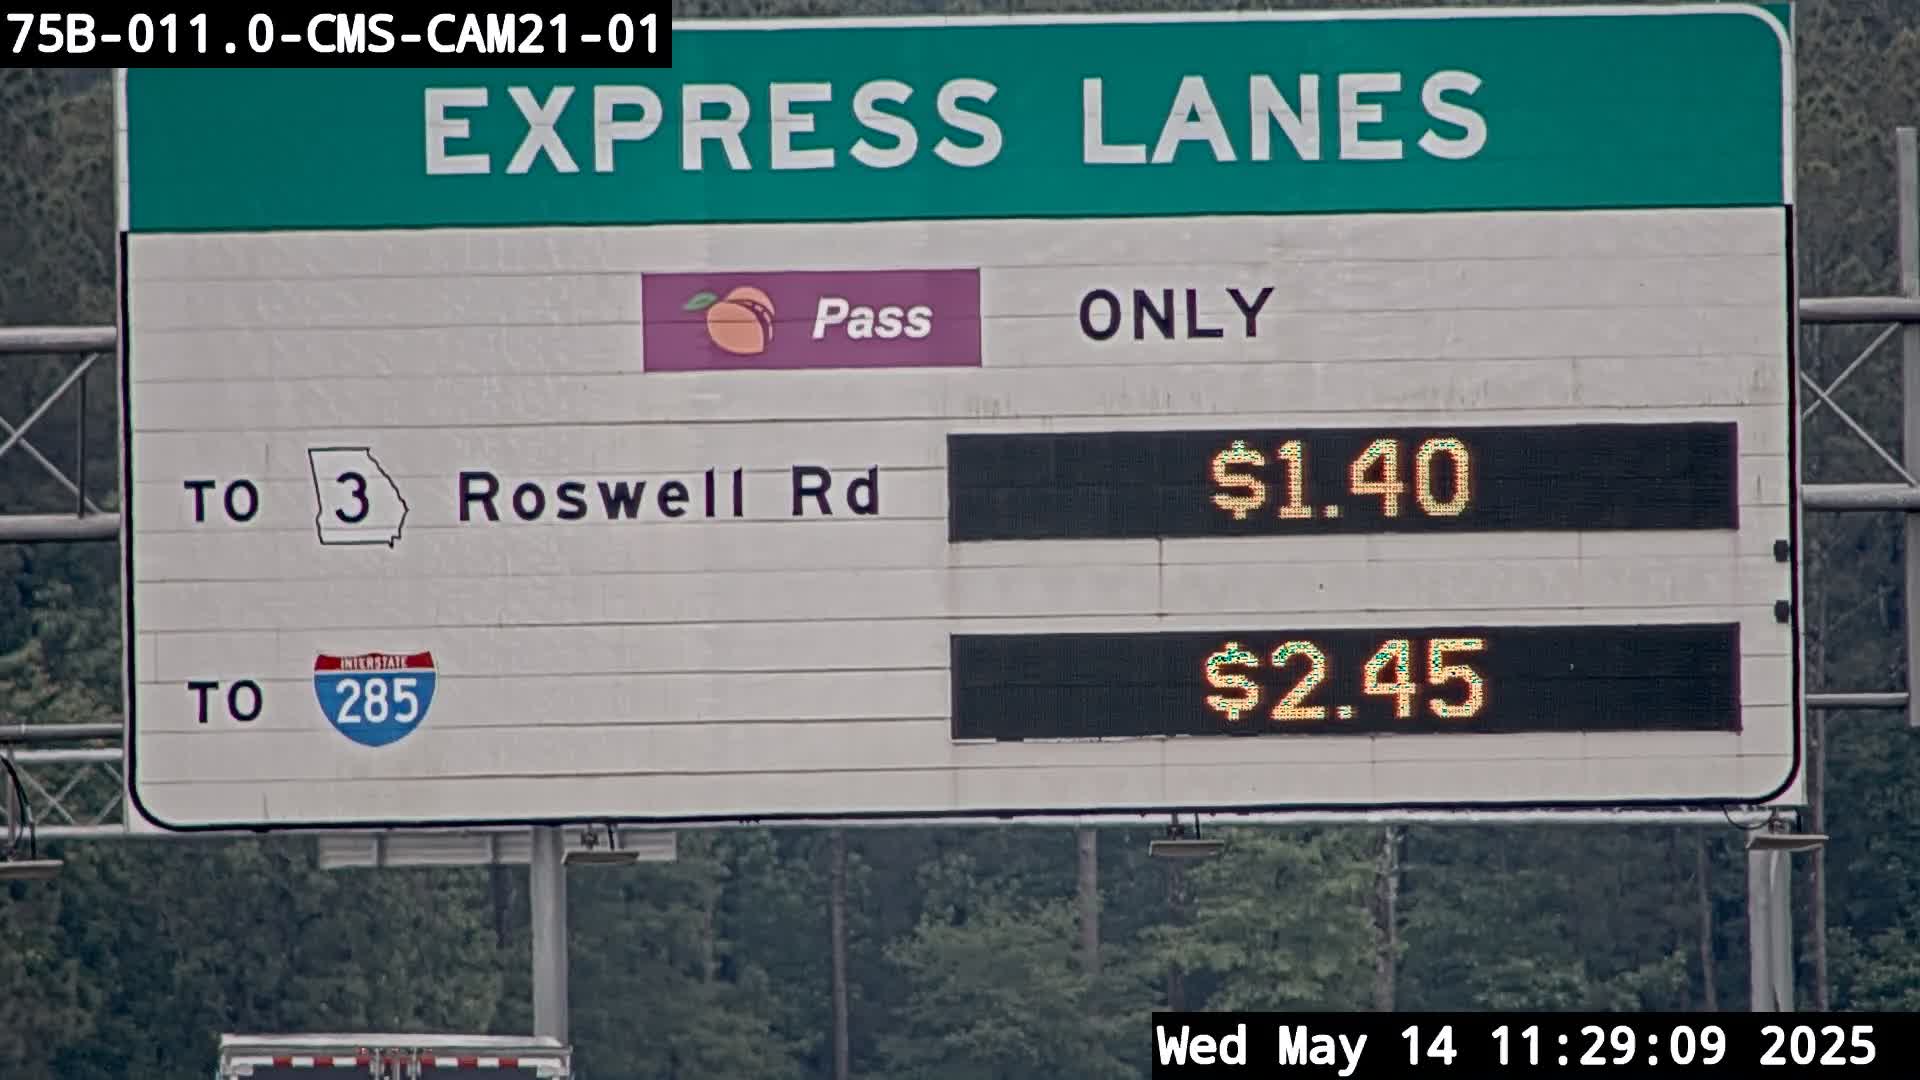 75B-011.0-CMS-CAM21-01
EXPRESS LANES
Pass ONLY
TO 3 Roswell Rd $1.40
TO INTERSTATE 285 $2.45
Wed May 14 11:29:09 2025